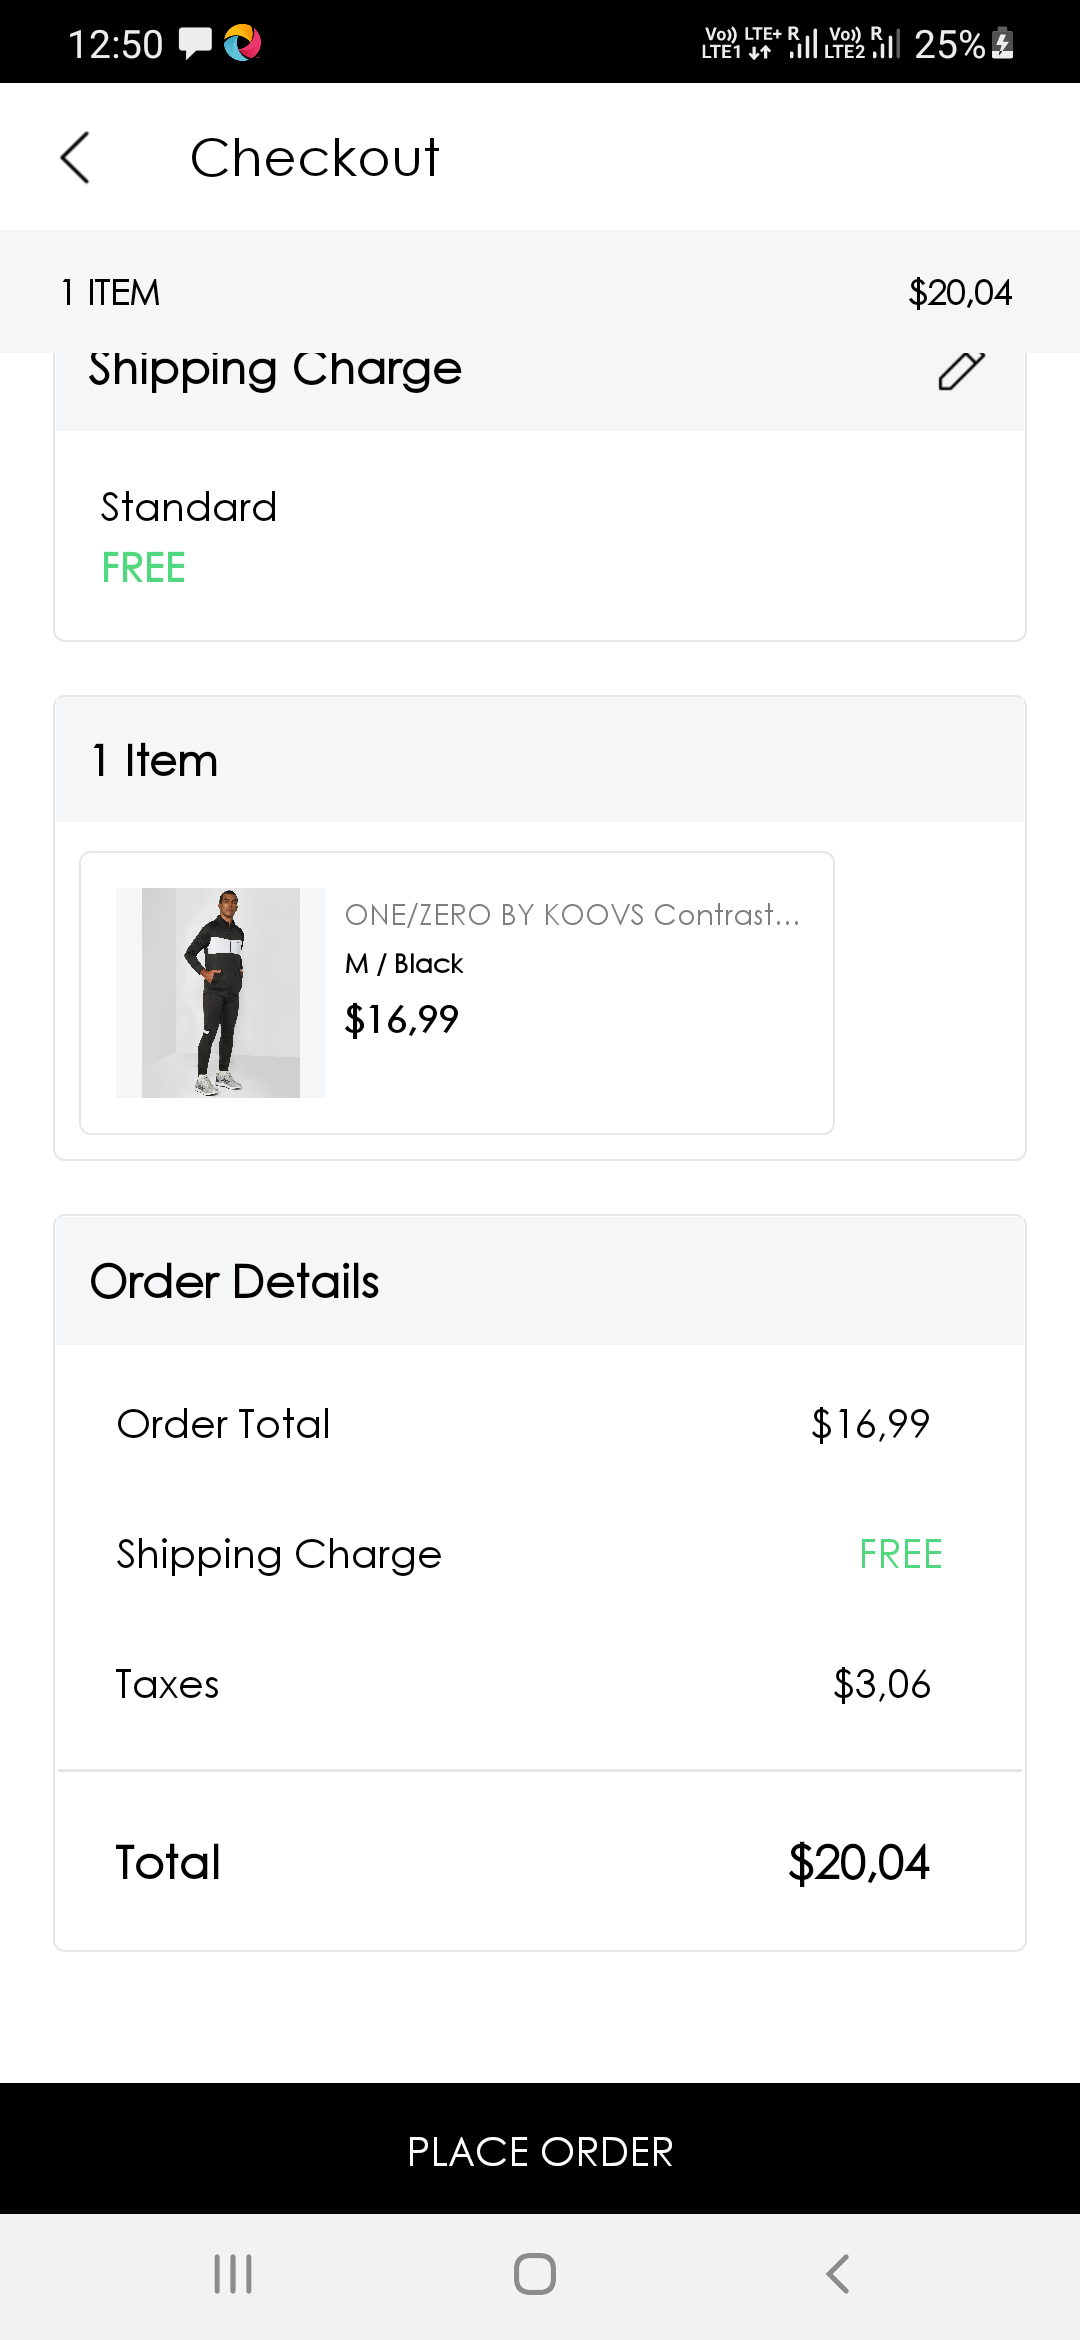 12:50
Vo)) LTE+ R Vo)) R 25%
LTE1 LTE2
Checkout
1 ITEM $20,04
Shipping Charge
Standard
FREE
1 Item
ONE/ZERO BY KOOVS Contrast...
M / Black
$16,99
Order Details
Order Total $16,99
Shipping Charge FREE
Taxes $3,06
Total $20,04
PLACE ORDER